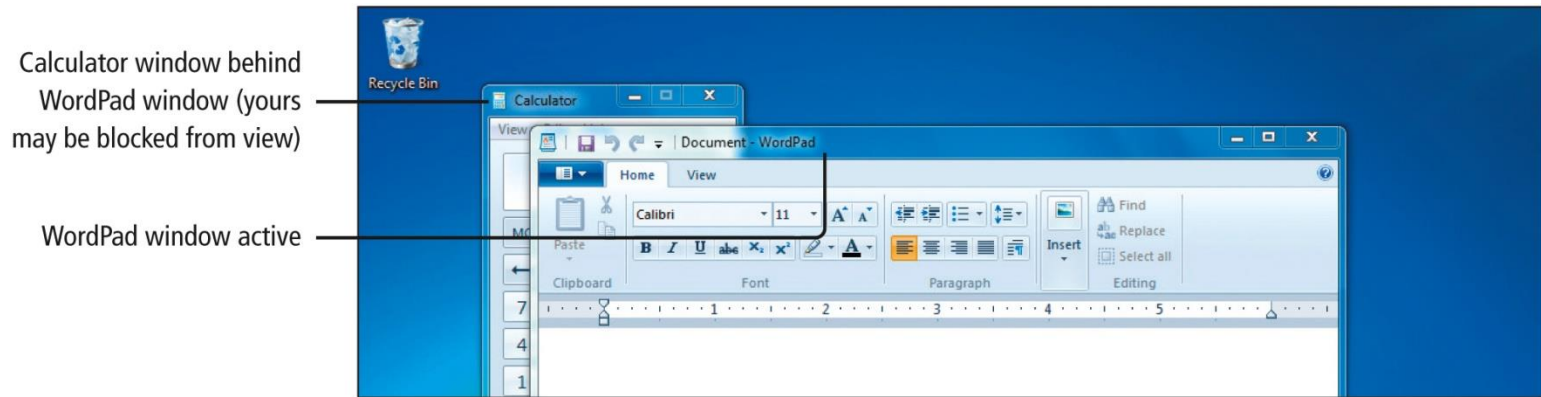 Calculator window behind
WordPad window (yours
may be blocked from view)
WordPad window active
Recycle Bin
Calculator
View
Document - WordPad
Home View
Calibri 11 A A
Paste
B I U abe X₂ X² A
Clipboard Font Paragraph
Insert
Find
Replace
Select all
Editing
1 2 3 4 5
MC
7
4
1